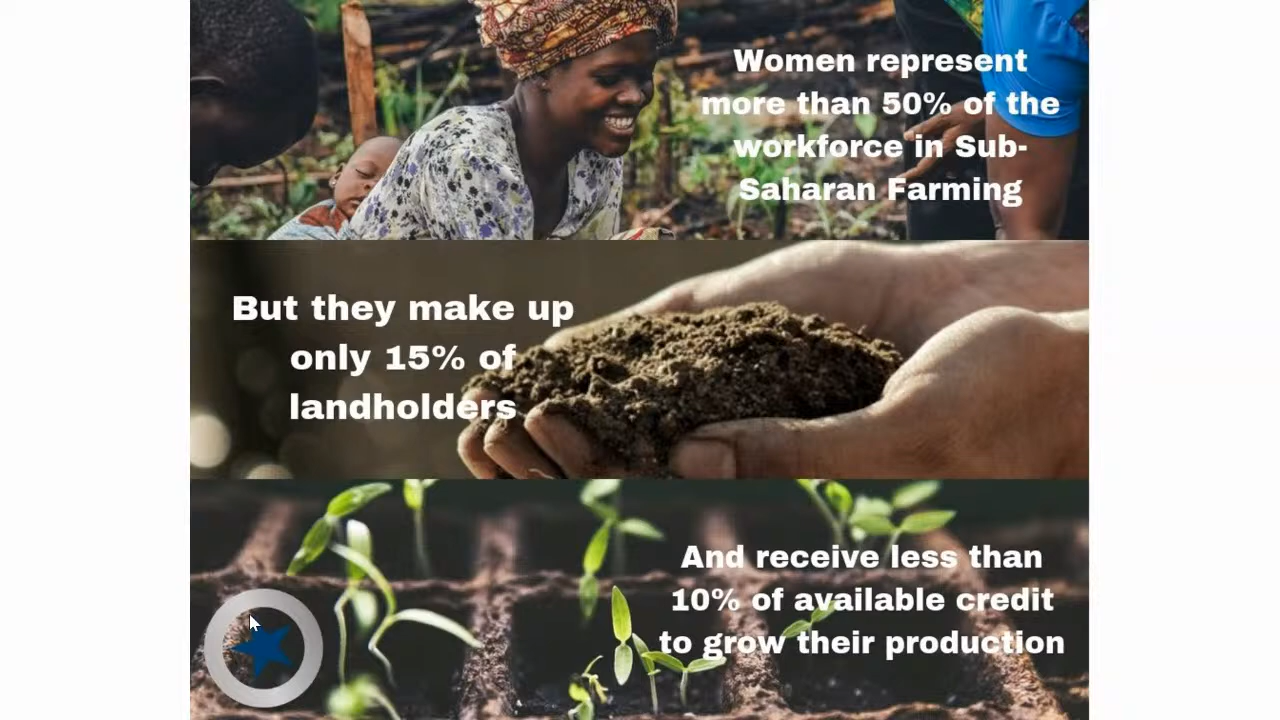 Women represent
more than 50% of the
workforce in Sub-
Saharan Farming
But they make up
only 15% of
landholders
And receive less than
10% of available credit
to grow their production